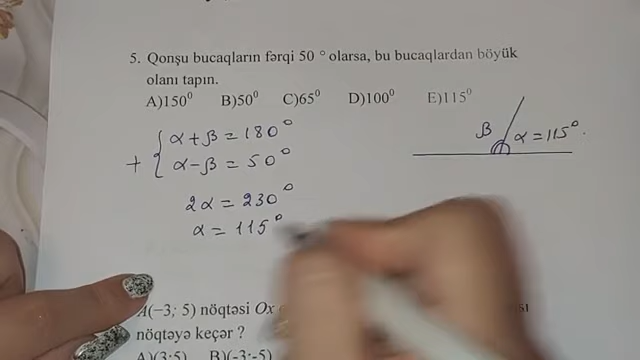 5. Qonşu bucaqların fərqi 50 ° olarsa, bu bucaqlardan böyük
olanı tapın.
A)150⁰ B)50⁰ C)65⁰ D)100⁰ E)115⁰
β α=115°.
α+β=180°
+ { α-β=50°
2α=230°
α=115°
A(−3; 5) nöqtəsi Ox
nöqtəyə keçər ?
A)(3;5) B)(-3;-5)